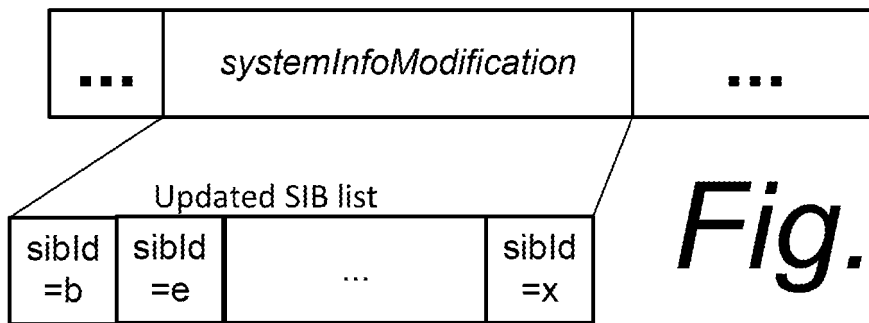 ... systemInfoModification ...
Updated SIB list
sibId =b sibId =e ... sibId =x
Fig.